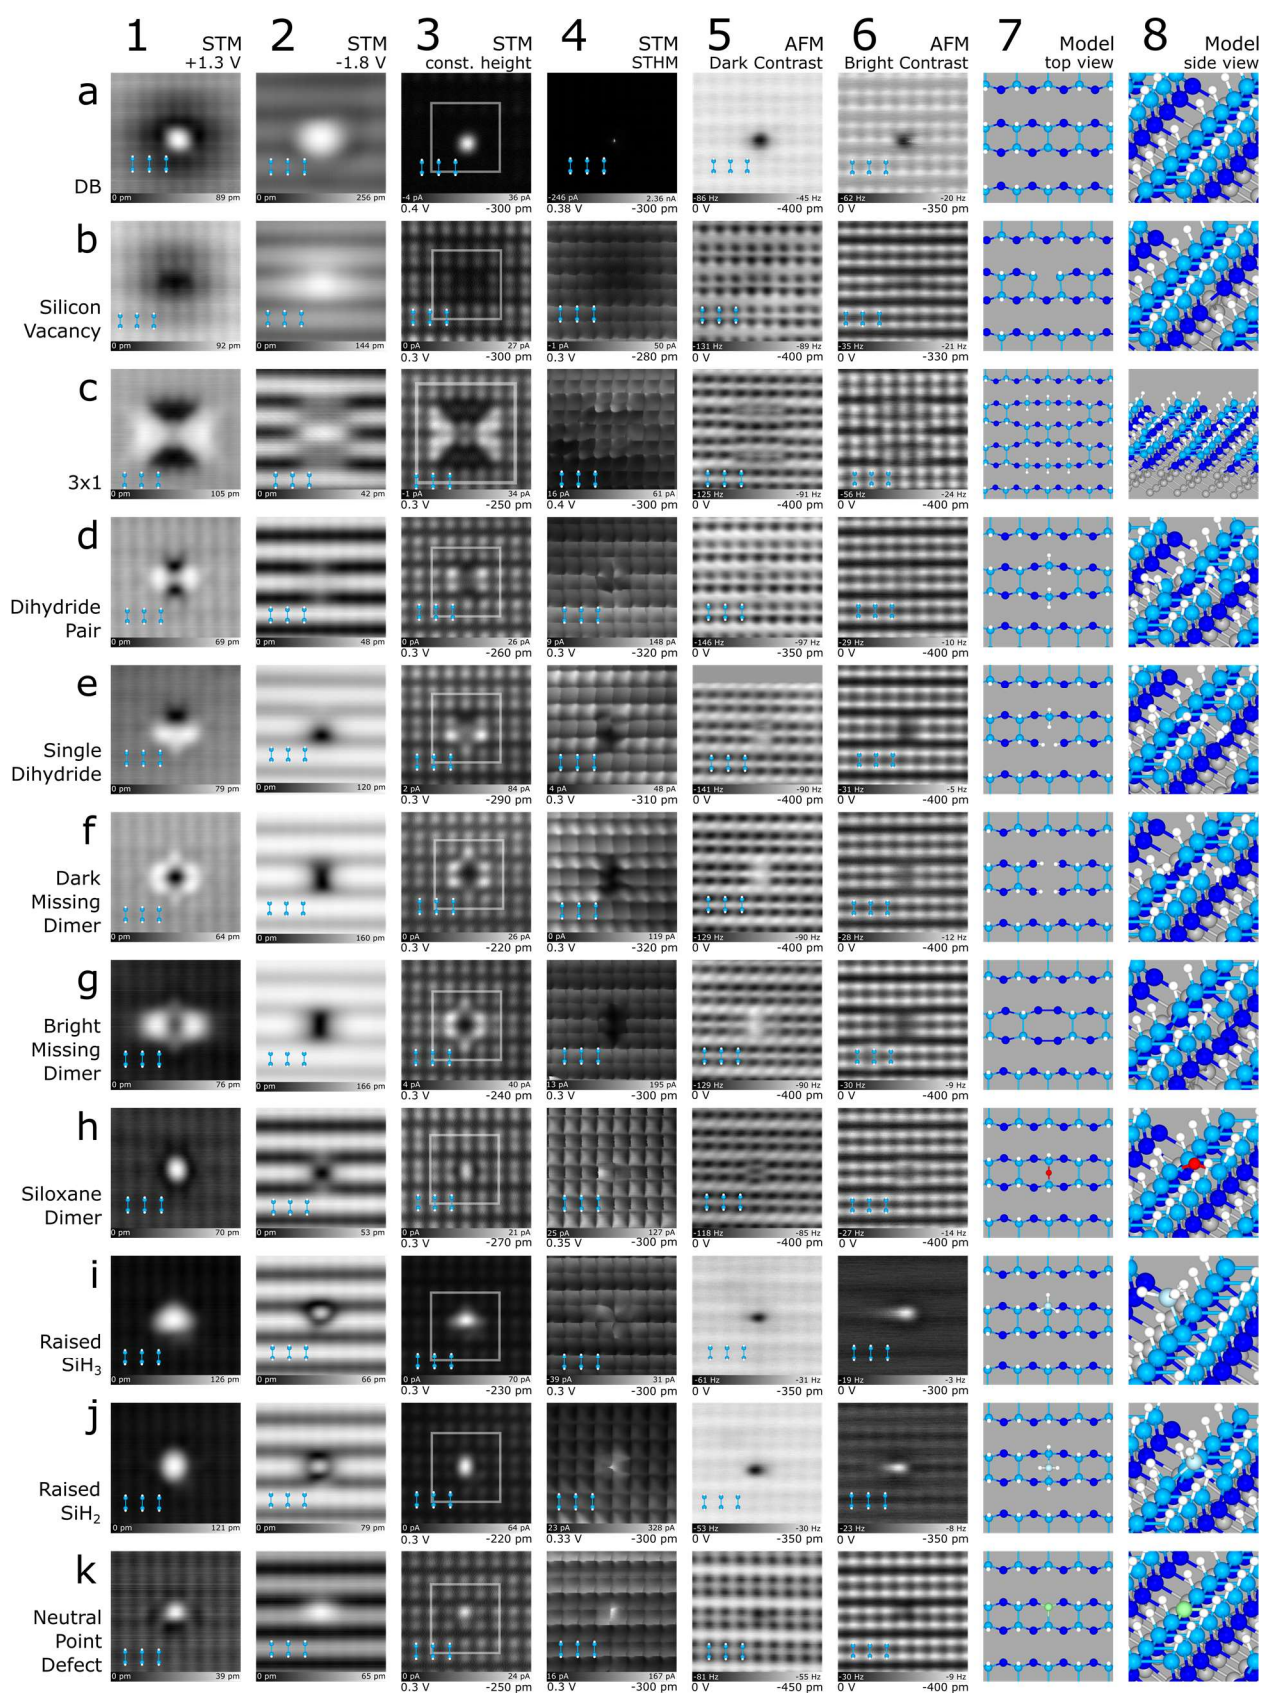 1 STM +1.3 V
2 STM -1.8 V
3 STM const. height
4 STM STHM
5 AFM Dark Contrast
6 AFM Bright Contrast
7 Model top view
8 Model side view
a
DB
0 pm 89 pm
0 pm 256 pm
-4 pA 36 pA
0.4 V -300 pm
-246 pA 2.36 nA
0.38 V -300 pm
-86 Hz -45 Hz
0 V -400 pm
-62 Hz -20 Hz
0 V -350 pm
b
Silicon
Vacancy
0 pm 92 pm
0 pm 144 pm
0 pA 27 pA
0.3 V -300 pm
-1 pA 50 pA
0.3 V -280 pm
-131 Hz -89 Hz
0 V -400 pm
-35 Hz -21 Hz
0 V -330 pm
c
3x1
0 pm 105 pm
0 pm 42 pm
-1 pA 34 pA
0.3 V -250 pm
16 pA 61 pA
0.4 V -300 pm
-125 Hz -91 Hz
0 V -400 pm
-56 Hz -24 Hz
0 V -400 pm
d
Dihydride
Pair
0 pm 69 pm
0 pm 48 pm
0 pA 26 pA
0.3 V -260 pm
9 pA 148 pA
0.3 V -320 pm
-146 Hz -97 Hz
0 V -350 pm
-29 Hz -10 Hz
0 V -400 pm
e
Single
Dihydride
0 pm 79 pm
0 pm 120 pm
2 pA 84 pA
0.3 V -290 pm
4 pA 48 pA
0.3 V -310 pm
-141 Hz -90 Hz
0 V -400 pm
-31 Hz -5 Hz
0 V -400 pm
f
Dark
Missing
Dimer
0 pm 64 pm
0 pm 160 pm
0 pA 26 pA
0.3 V -220 pm
0 pA 119 pA
0.3 V -320 pm
-129 Hz -90 Hz
0 V -400 pm
-28 Hz -12 Hz
0 V -400 pm
g
Bright
Missing
Dimer
0 pm 76 pm
0 pm 166 pm
4 pA 40 pA
0.3 V -240 pm
13 pA 195 pA
0.3 V -300 pm
-129 Hz -90 Hz
0 V -400 pm
-30 Hz -9 Hz
0 V -400 pm
h
Siloxane
Dimer
0 pm 70 pm
0 pm 53 pm
0 pA 21 pA
0.3 V -270 pm
25 pA 127 pA
0.35 V -300 pm
-118 Hz -85 Hz
0 V -400 pm
-27 Hz -14 Hz
0 V -400 pm
i
Raised
SiH₃
0 pm 126 pm
0 pm 66 pm
0 pA 70 pA
0.3 V -230 pm
-39 pA 31 pA
0.3 V -300 pm
-61 Hz -31 Hz
0 V -400 pm
-19 Hz -3 Hz
0 V -300 pm
j
Raised
SiH₂
0 pm 121 pm
0 pm 79 pm
0 pA 64 pA
0.3 V -220 pm
23 pA 328 pA
0.33 V -300 pm
-53 Hz -30 Hz
0 V -400 pm
-23 Hz -8 Hz
0 V -350 pm
k
Neutral
Point
Defect
0 pm 39 pm
0 pm 65 pm
0 pA 24 pA
0.3 V -250 pm
16 pA 167 pA
0.3 V -300 pm
-81 Hz -55 Hz
0 V -450 pm
-30 Hz -9 Hz
0 V -400 pm